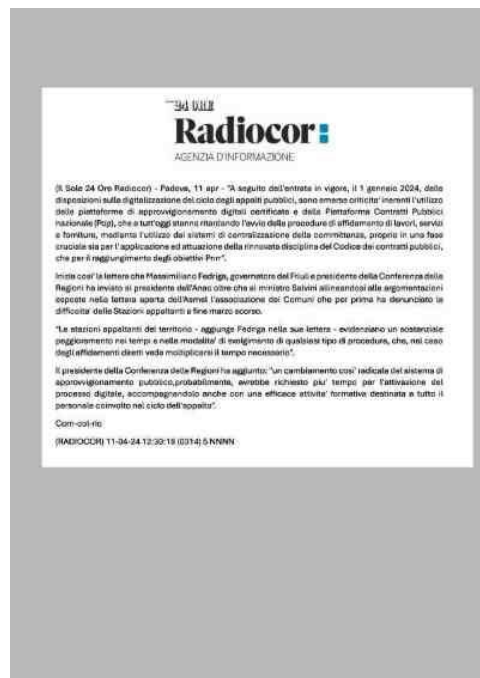 24 ORE
Radiocor
AGENZIA D'INFORMAZIONE
(Il Sole 24 Ore Radiocor) - Padova, 11 apr - "A seguito dell'entrata in vigore, il 1 gennaio 2024, delle
disposizioni sulla digitalizzazione del ciclo degli appalti pubblici, sono emerse criticita' inerenti l'utilizzo
delle piattaforme di approvvigionamento digitali certificate e della Piattaforma Contratti Pubblici
nazionale (Pcp), che a tutt'oggi stanno ritardando l'avvio delle procedure di affidamento di lavori, servizi
e forniture, mediante l'utilizzo dei sistemi di centralizzazione della committenza, proprio in una fase
cruciale sia per l'applicazione ed attuazione della rinnovata disciplina del Codice dei contratti pubblici,
che per il raggiungimento degli obiettivi Pnrr".
Inizia cosi' la lettera che Massimiliano Fedriga, governatore del Friuli e presidente della Conferenza delle
Regioni ha inviato al presidente dell'Anac oltre che al ministro Salvini allineandosi alle argomentazioni
esposte nella lettera aperta dell'Asmel l'associazione dei Comuni che per prima ha denunciato le
difficolta' delle Stazioni appaltanti a fine marzo scorso.
"Le stazioni appaltanti del territorio - aggiunge Fedriga nella sua lettera - evidenziano un sostanziale
peggioramento nei tempi e nelle modalita' di svolgimento di qualsiasi tipo di procedura, che, nel caso
degli affidamenti diretti vede moltiplicarsi il tempo necessario".
Il presidente della Conferenza delle Regioni ha aggiunto: "un cambiamento cosi' radicale del sistema di
approvvigionamento pubblico,probabilmente, avrebbe richiesto piu' tempo per l'attivazione del
processo digitale, accompagnandolo anche con una efficace attivita' formativa destinata a tutto il
personale coinvolto nel ciclo dell'appalto".
Com-col-rio
(RADIOCOR) 11-04-24 12:30:18 (0314) 5 NNNN